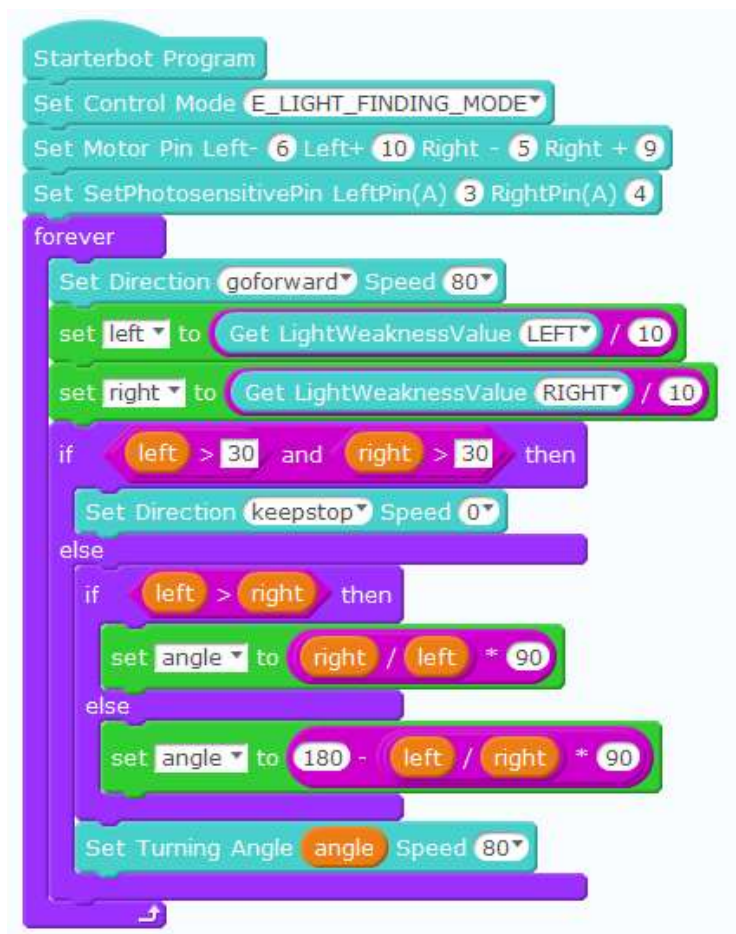 Starterbot Program
Set Control Mode E_LIGHT_FINDING_MODE
Set Motor Pin Left- 6 Left+ 10 Right - 5 Right + 9
Set SetPhotosensitivePin LeftPin(A) 3 RightPin(A) 4
forever
Set Direction goforward Speed 80
set left to Get LightWeaknessValue LEFT / 10
set right to Get LightWeaknessValue RIGHT / 10
if left > 30 and right > 30 then
Set Direction keepstop Speed 0
else
if left > right then
set angle to right / left * 90
else
set angle to 180 - left / right * 90
Set Turning Angle angle Speed 80